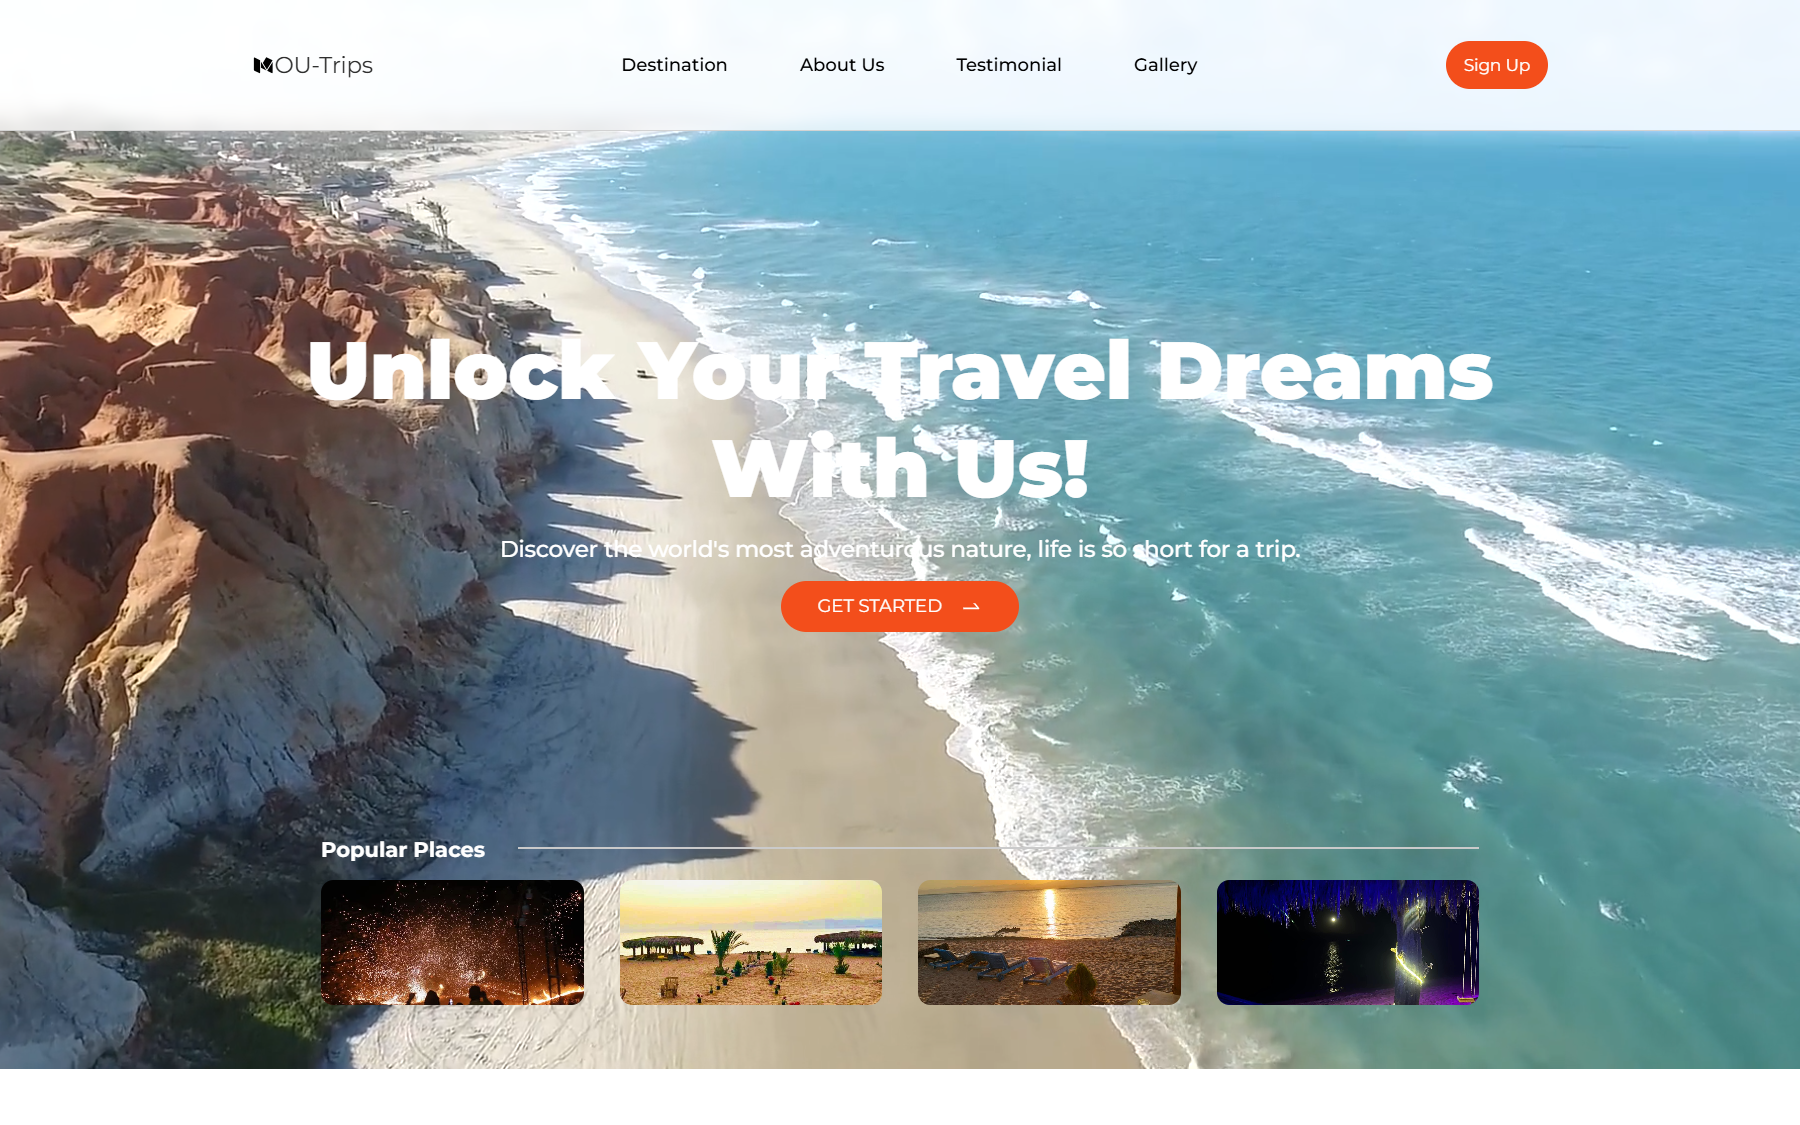 MOU-Trips
Destination
About Us
Testimonial
Gallery
Sign Up
Unlock Your Travel Dreams
With Us!
Discover the world's most adventurous nature, life is so short for a trip.
GET STARTED
Popular Places